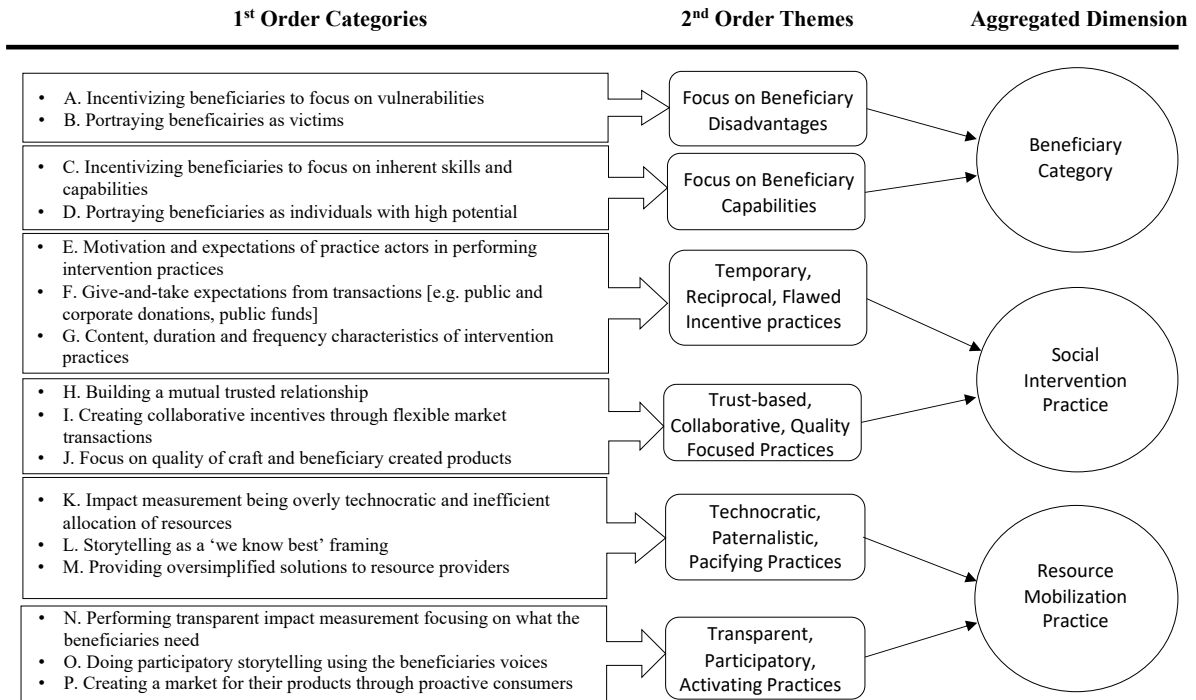 1st Order Categories
2nd Order Themes
Aggregated Dimension
• A. Incentivizing beneficiaries to focus on vulnerabilities
• B. Portraying beneficairies as victims
Focus on Beneficiary
Disadvantages
• C. Incentivizing beneficiaries to focus on inherent skills and
capabilities
• D. Portraying beneficiaries as individuals with high potential
Focus on Beneficiary
Capabilities
Beneficiary
Category
• E. Motivation and expectations of practice actors in performing
intervention practices
• F. Give-and-take expectations from transactions [e.g. public and
corporate donations, public funds]
• G. Content, duration and frequency characteristics of intervention
practices
Temporary,
Reciprocal, Flawed
Incentive practices
• H. Building a mutual trusted relationship
• I. Creating collaborative incentives through flexible market
transactions
• J. Focus on quality of craft and beneficiary created products
Trust-based,
Collaborative, Quality
Focused Practices
Social
Intervention
Practice
• K. Impact measurement being overly technocratic and inefficient
allocation of resources
• L. Storytelling as a ‘we know best’ framing
• M. Providing oversimplified solutions to resource providers
Technocratic,
Paternalistic,
Pacifying Practices
• N. Performing transparent impact measurement focusing on what the
beneficiaries need
• O. Doing participatory storytelling using the beneficiaries voices
• P. Creating a market for their products through proactive consumers
Transparent,
Participatory,
Activating Practices
Resource
Mobilization
Practice